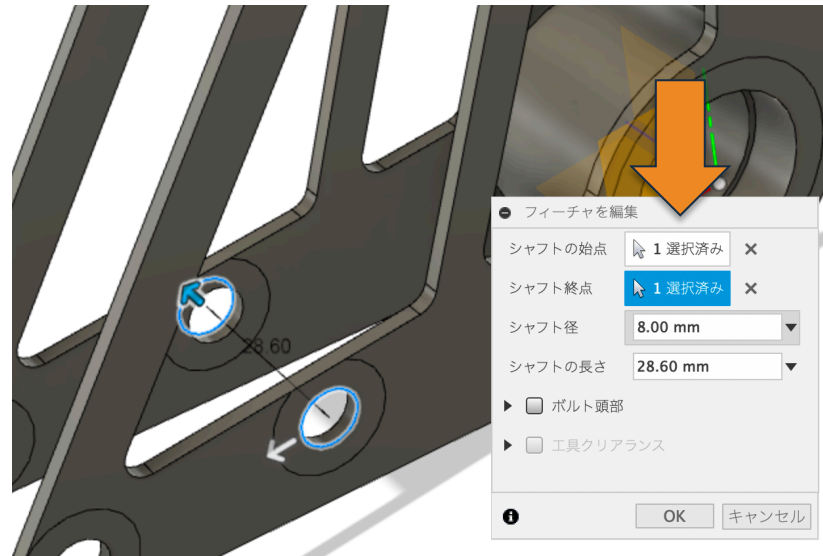 フィーチャを編集
シャフトの始点 1 選択済み
シャフト終点 1 選択済み
シャフト径 8.00 mm
シャフトの長さ 28.60 mm
ボルト頭部
工具クリアランス
OK キャンセル
28.60